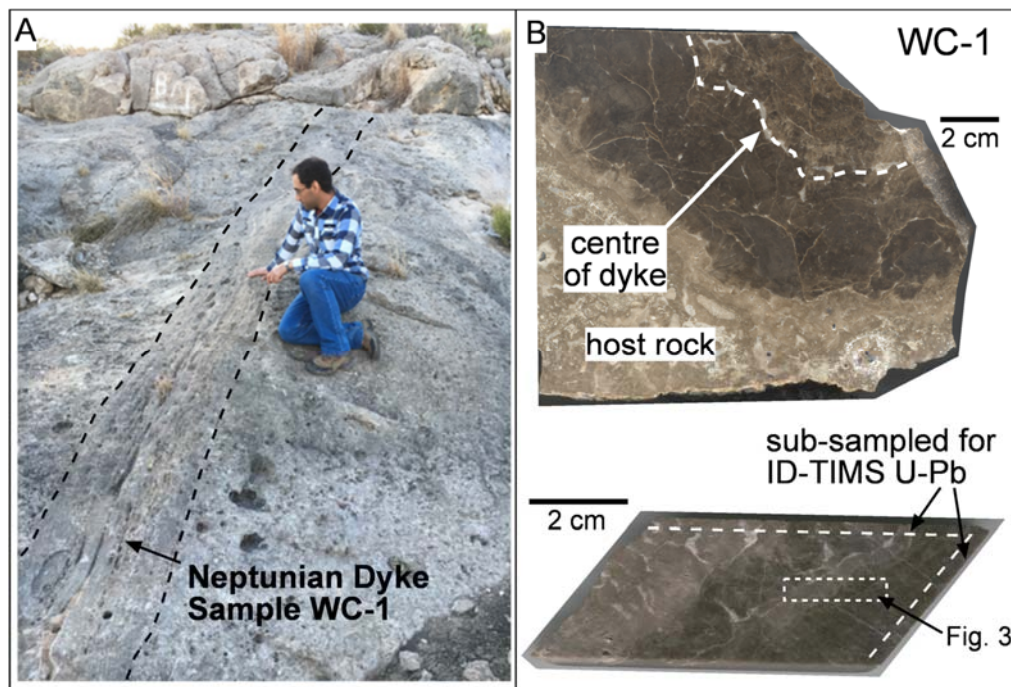 A
Neptunian Dyke
Sample WC-1
B
WC-1
2 cm
centre
of dyke
host rock
sub-sampled for
ID-TIMS U-Pb
2 cm
Fig. 3